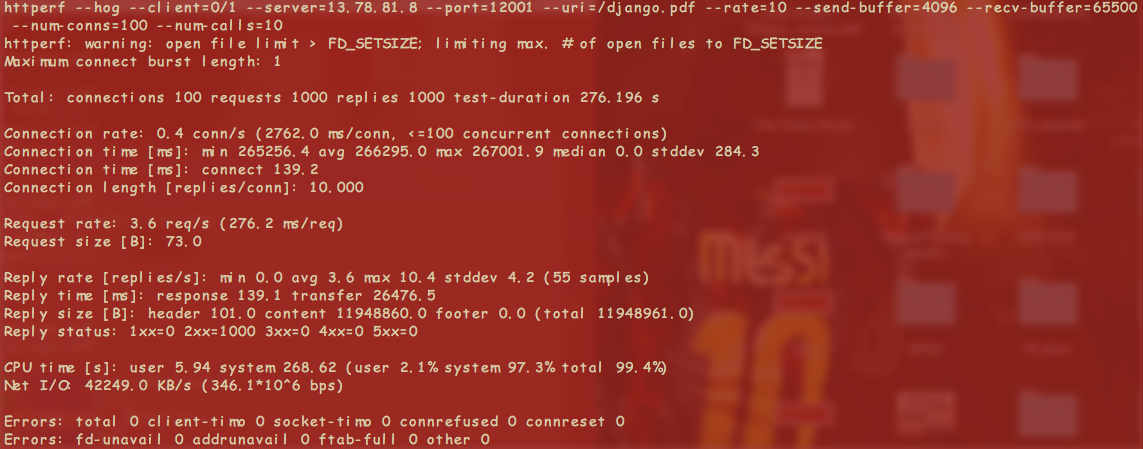 httperf --hog --client=0/1 --server=13.78.81.8 --port=12001 --uri=/django.pdf --rate=10 --send-buffer=4096 --recv-buffer=65500
--num-conns=100 --num-calls=10
httperf: warning: open file limit > FD_SETSIZE; limiting max. # of open files to FD_SETSIZE
Maximum connect burst length: 1
Total: connections 100 requests 1000 replies 1000 test-duration 276.196 s
Connection rate: 0.4 conn/s (2762.0 ms/conn, <=100 concurrent connections)
Connection time [ms]: min 265256.4 avg 266295.0 max 267001.9 median 0.0 stddev 284.3
Connection time [ms]: connect 139.2
Connection length [replies/conn]: 10.000
Request rate: 3.6 req/s (276.2 ms/req)
Request size [B]: 73.0
Reply rate [replies/s]: min 0.0 avg 3.6 max 10.4 stddev 4.2 (55 samples)
Reply time [ms]: response 139.1 transfer 26476.5
Reply size [B]: header 101.0 content 11948860.0 footer 0.0 (total 11948961.0)
Reply status: 1xx=0 2xx=1000 3xx=0 4xx=0 5xx=0
CPU time [s]: user 5.94 system 268.62 (user 2.1% system 97.3% total 99.4%)
Net I/O: 42249.0 KB/s (346.1*10^6 bps)
Errors: total 0 client-timo 0 socket-timo 0 connrefused 0 connreset 0
Errors: fd-unavail 0 addrunavail 0 ftab-full 0 other 0
MESSI
10